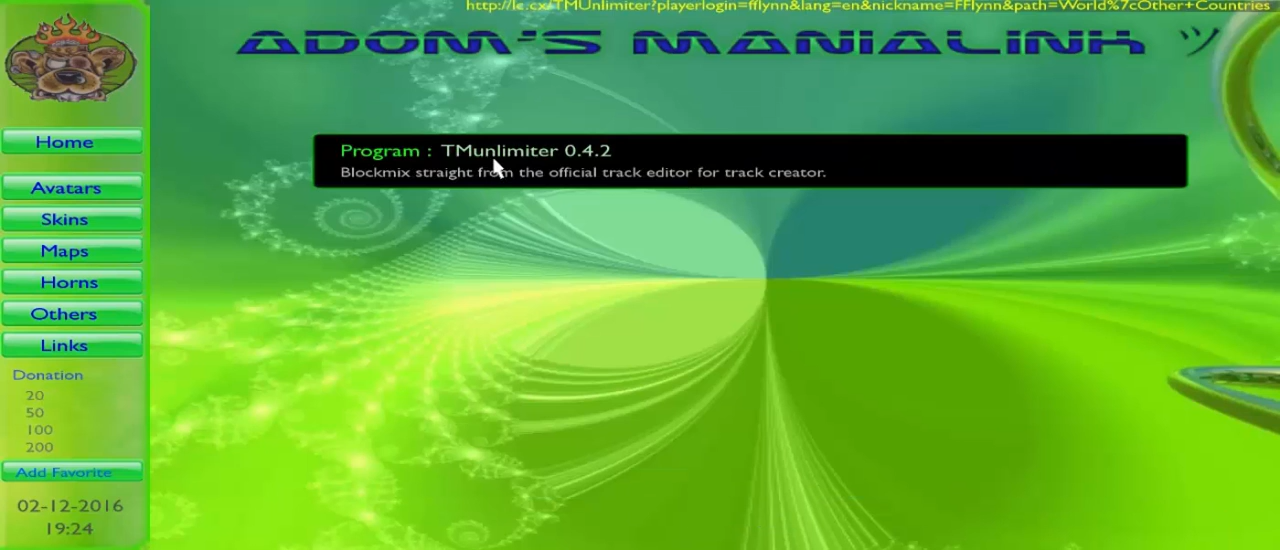 http://lc.cx/TMUnlimiter?playerlogin=fflynn&lang=en&nickname=FFlynn&path=World%7cOther+Countries
ADOM'S MANIALINK ツ
Home
Avatars
Skins
Maps
Horns
Others
Links
Donation
20
50
100
200
Add Favorite
02-12-2016
19:24
Program : TMunlimiter 0.4.2
Blockmix straight from the official track editor for track creator.